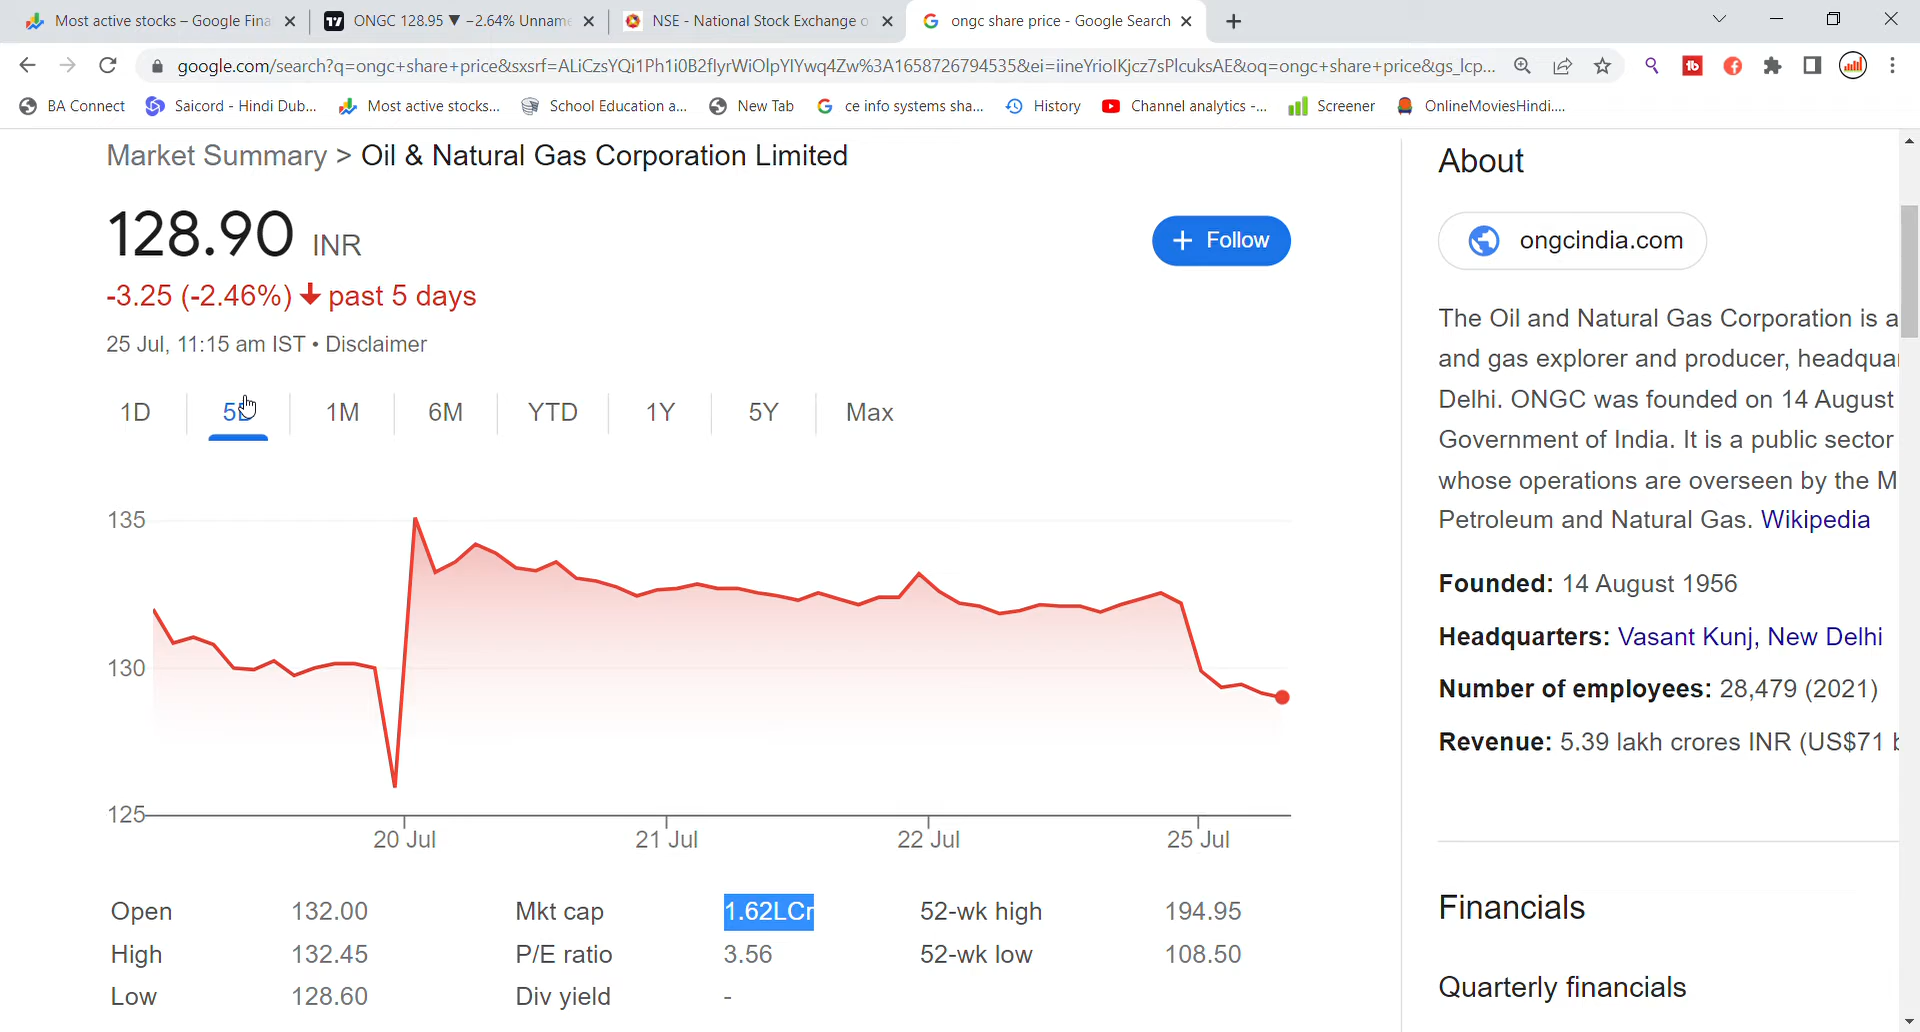 Most active stocks – Google Fina
ONGC 128.95 ▼ −2.64% Unname
NSE - National Stock Exchange o
ongc share price - Google Search
google.com/search?q=ongc+share+price&sxsrf=ALiCzsYQi1Ph1i0B2flyrWiOlpYlYwq4Zw%3A1658726794535&ei=iineYrioIKjcz7sPlcuksAE&oq=ongc+share+price&gs_lcp...
BA Connect
Saicord - Hindi Dub...
Most active stocks...
School Education a...
New Tab
ce info systems sha...
History
Channel analytics -...
Screener
OnlineMoviesHindi....
Market Summary > Oil & Natural Gas Corporation Limited
128.90 INR
+ Follow
-3.25 (-2.46%) ↓ past 5 days
25 Jul, 11:15 am IST • Disclaimer
1D 5D 1M 6M YTD 1Y 5Y Max
135
130
125
20 Jul 21 Jul 22 Jul 25 Jul
Open 132.00 Mkt cap 1.62LCr 52-wk high 194.95
High 132.45 P/E ratio 3.56 52-wk low 108.50
Low 128.60 Div yield -
About
ongcindia.com
The Oil and Natural Gas Corporation is a
and gas explorer and producer, headqua
Delhi. ONGC was founded on 14 August
Government of India. It is a public sector
whose operations are overseen by the M
Petroleum and Natural Gas. Wikipedia
Founded: 14 August 1956
Headquarters: Vasant Kunj, New Delhi
Number of employees: 28,479 (2021)
Revenue: 5.39 lakh crores INR (US$71 b
Financials
Quarterly financials